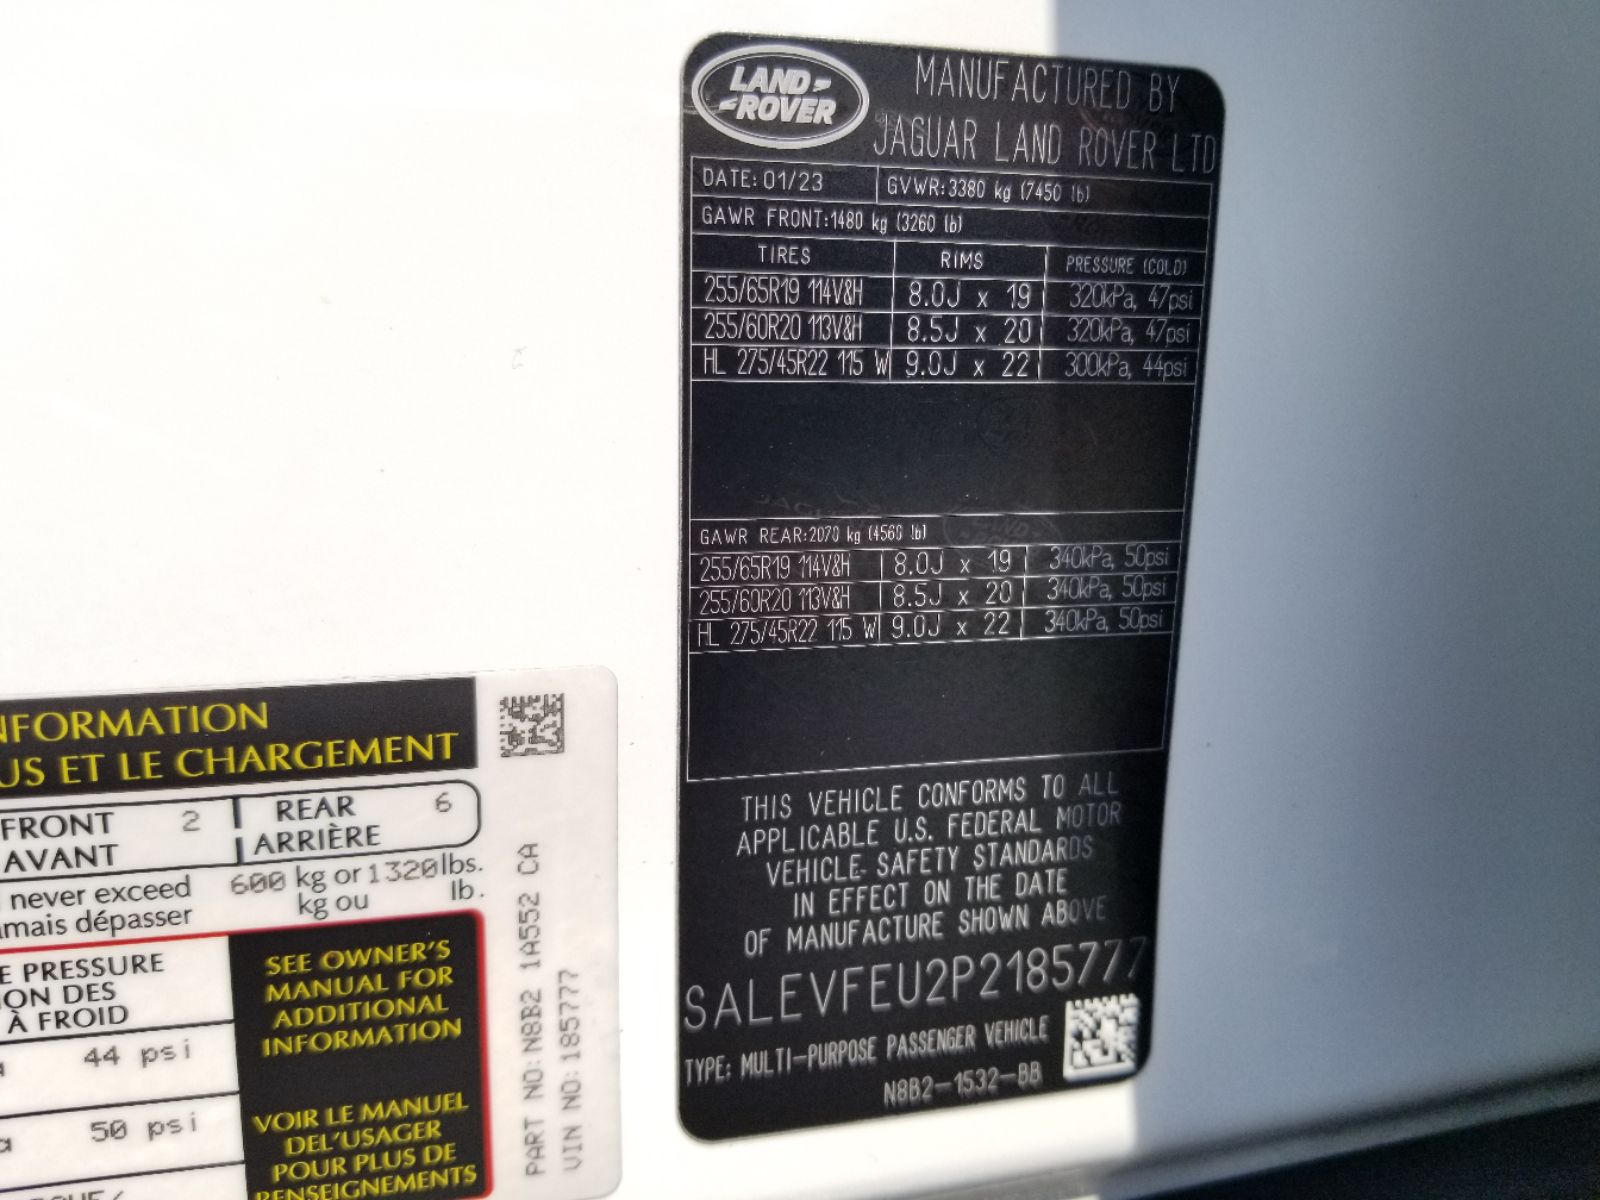 LAND ROVER
MANUFACTURED BY
JAGUAR LAND ROVER LTD
DATE: 01/23 GVWR:3380 kg (7450 lb)
GAWR FRONT:1480 kg (3260 lb)
TIRES RIMS PRESSURE (COLD)
255/65R19 114V&H 8.0J x 19 320kPa, 47psi
255/60R20 113V&H 8.5J x 20 320kPa, 47psi
HL 275/45R22 115 W 9.0J x 22 300kPa, 44psi
GAWR REAR:2070 kg (4560 lb)
255/65R19 114V&H 8.0J x 19 340kPa, 50psi
255/60R20 113V&H 8.5J x 20 340kPa, 50psi
HL 275/45R22 115 W 9.0J x 22 340kPa, 50psi
THIS VEHICLE CONFORMS TO ALL
APPLICABLE U.S. FEDERAL MOTOR
VEHICLE SAFETY STANDARDS
IN EFFECT ON THE DATE
OF MANUFACTURE SHOWN ABOVE
SALEVFEU2P2185777
TYPE: MULTI-PURPOSE PASSENGER VEHICLE
N8B2-1532-BB
NFORMATION
US ET LE CHARGEMENT
FRONT 2 REAR 6
AVANT ARRIÈRE
never exceed 600 kg or 1320 lbs.
mais dépasser kg ou lb.
E PRESSURE
ON DES
À FROID
44 psi
50 psi
SEE OWNER'S
MANUAL FOR
ADDITIONAL
INFORMATION
VOIR LE MANUEL
DEL'USAGER
POUR PLUS DE
RENSEIGNEMENTS
PART NO: N8B2 1A552 CA
VIN NO: 185777